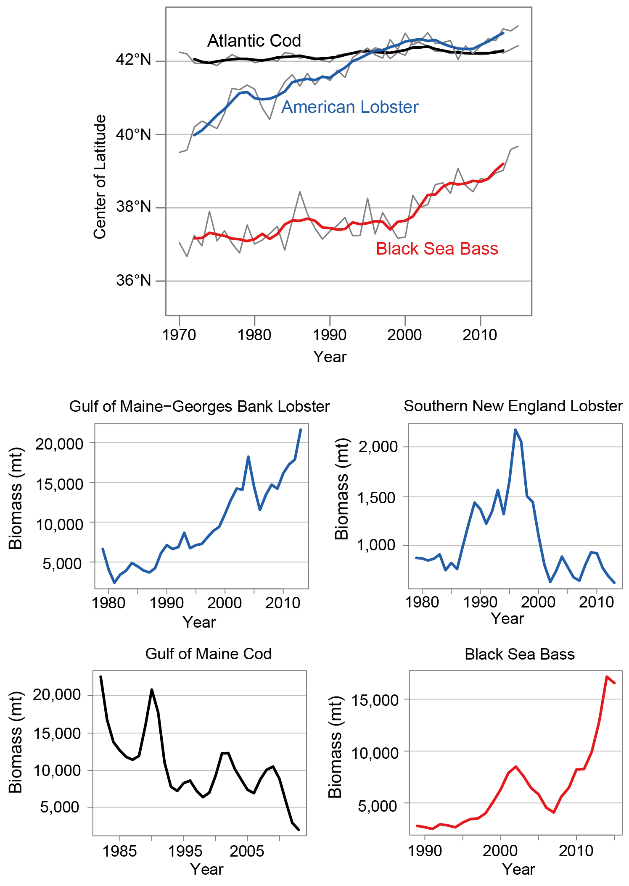 Atlantic Cod
American Lobster
Black Sea Bass
Center of Latitude
42°N
40°N
38°N
36°N
1970 1980 1990 2000 2010
Year
Gulf of Maine−Georges Bank Lobster
Biomass (mt)
20,000
15,000
10,000
5,000
1980 1990 2000 2010
Year
Southern New England Lobster
Biomass (mt)
2,000
1,500
1,000
1980 1990 2000 2010
Year
Gulf of Maine Cod
Biomass (mt)
20,000
15,000
10,000
5,000
1985 1995 2005
Year
Black Sea Bass
Biomass (mt)
15,000
10,000
5,000
1990 2000 2010
Year